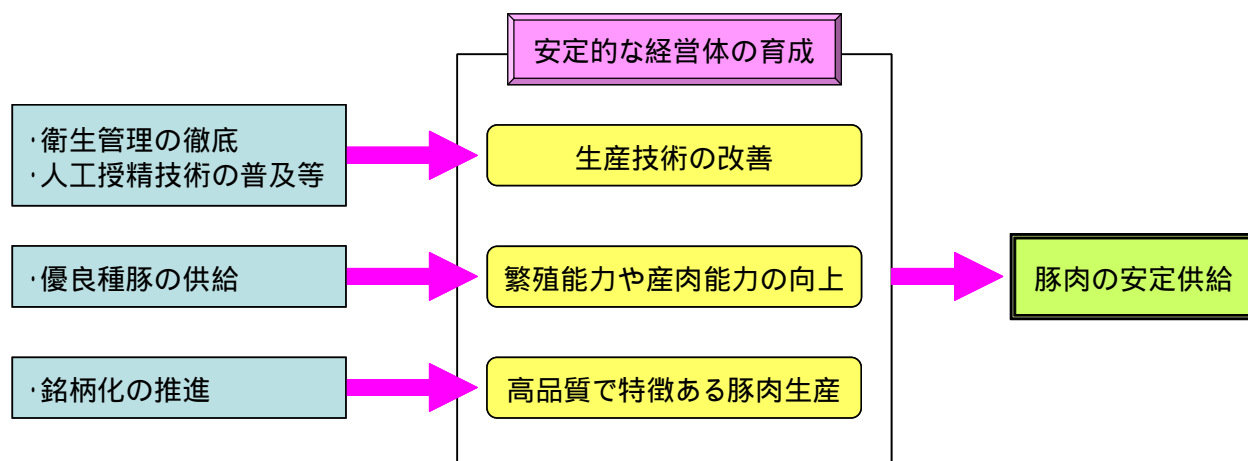 安定的な経営体の育成
・衛生管理の徹底
・人工授精技術の普及等
生産技術の改善
・優良種豚の供給
繁殖能力や産肉能力の向上
豚肉の安定供給
・銘柄化の推進
高品質で特徴ある豚肉生産